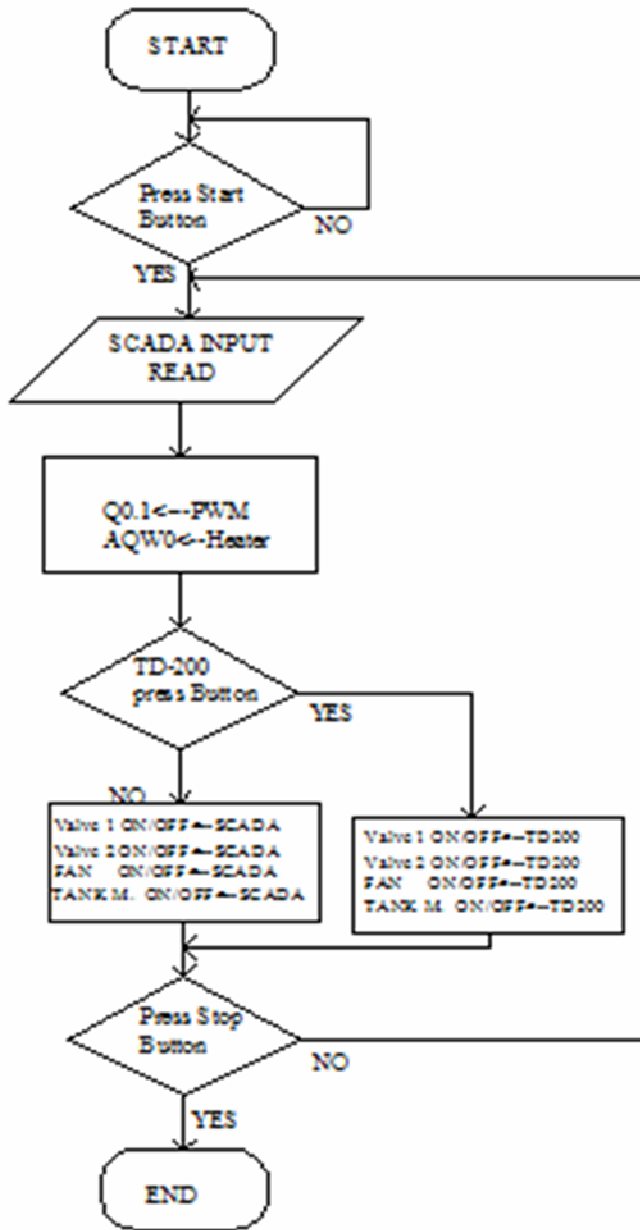 START
Press Start
Button
NO
YES
SCADA INPUT
READ
Q0.1<---PWM
AQW0<--Heater
TD-200
press Button
YES
NO
Valve 1 ON/OFF<--SCADA
Valve 2 ON/OFF<--SCADA
FAN ON/OFF<--SCADA
TANK M. ON/OFF<--SCADA
Valve 1 ON/OFF<--TD200
Valve 2 ON/OFF<--TD200
FAN ON/OFF<--TD200
TANK M. ON/OFF<--TD200
Press Stop
Button
NO
YES
END